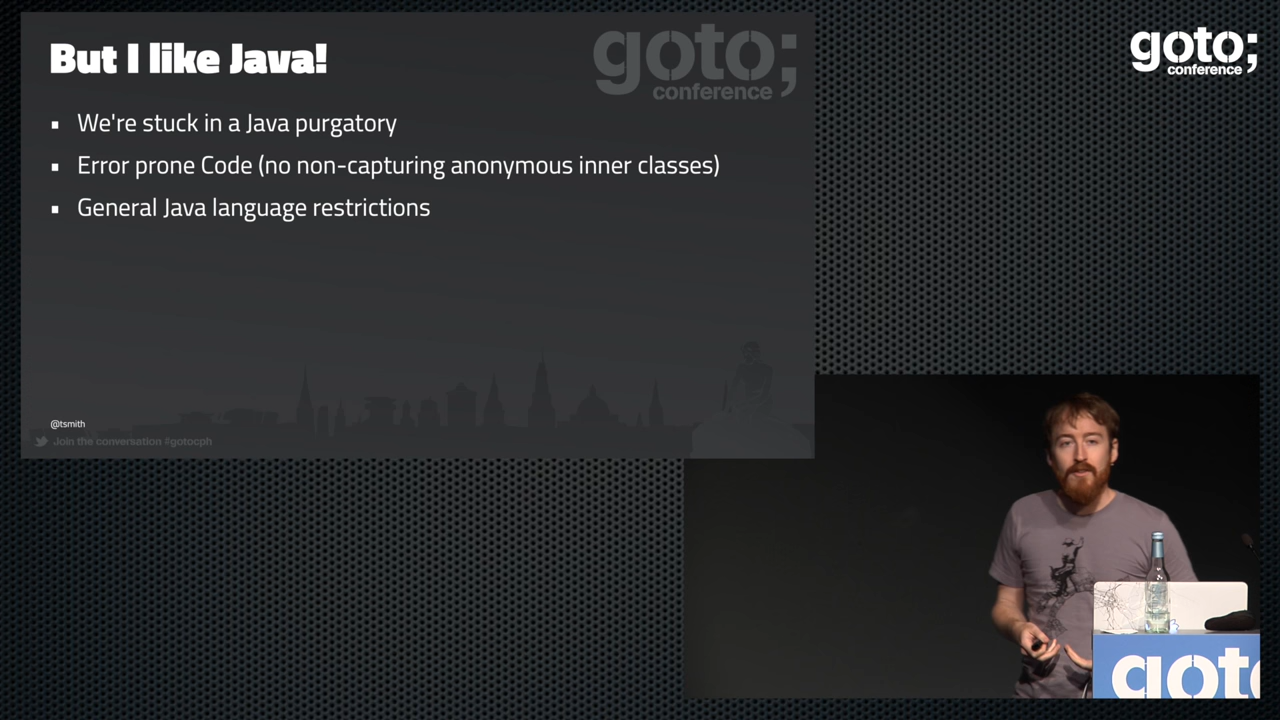 But I like Java!
goto;
conference
▪ We're stuck in a Java purgatory
▪ Error prone Code (no non-capturing anonymous inner classes)
▪ General Java language restrictions
@tsmith
Join the conversation #gotocph
goto;
conference
goto